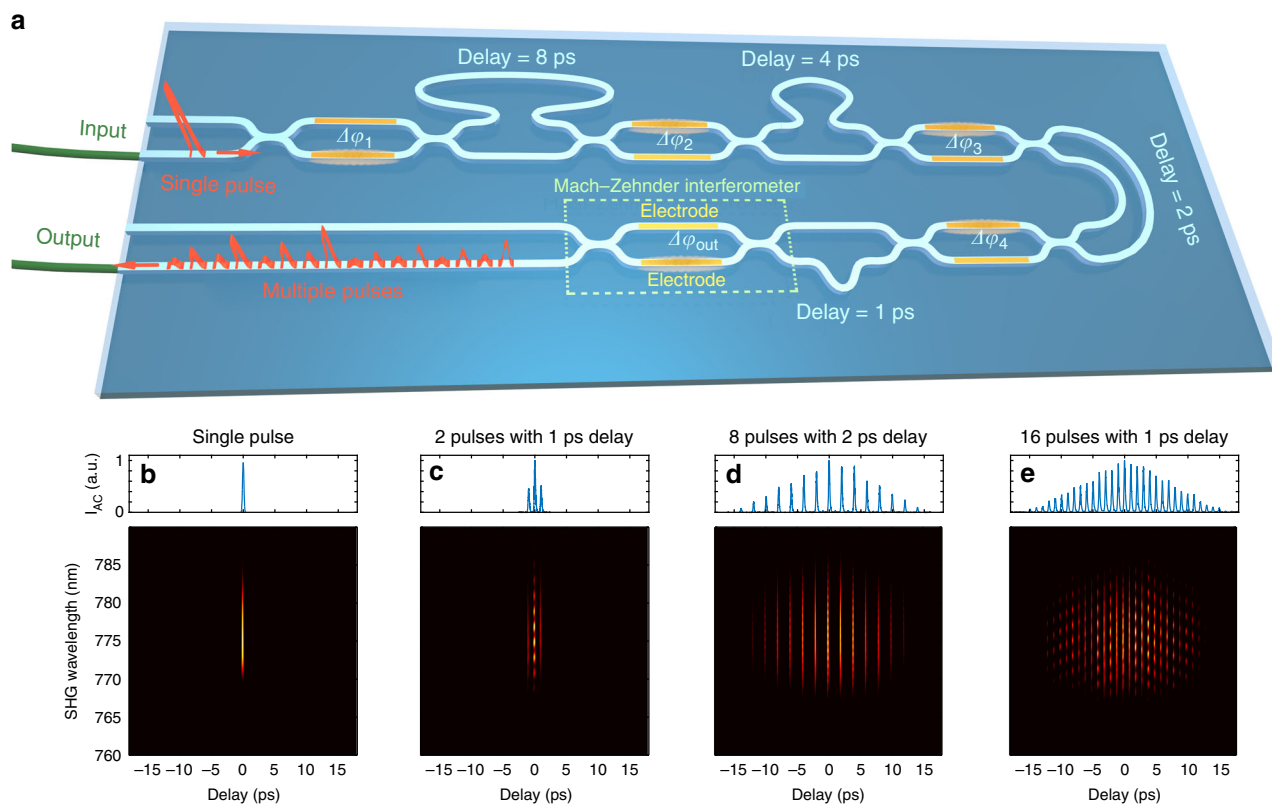 a
Delay = 8 ps
Delay = 4 ps
Input
Δφ1
Δφ2
Δφ3
Delay = 2 ps
Single pulse
Mach–Zehnder interferometer
Electrode
Output
Δφout
Δφ4
Electrode
Multiple pulses
Delay = 1 ps
Single pulse
2 pulses with 1 ps delay
8 pulses with 2 ps delay
16 pulses with 1 ps delay
IAC (a.u.)
1
0
b
c
d
e
SHG wavelength (nm)
785
780
775
770
765
760
–15 –10 –5 0 5 10 15
–15 –10 –5 0 5 10 15
–15 –10 –5 0 5 10 15
–15 –10 –5 0 5 10 15
Delay (ps)
Delay (ps)
Delay (ps)
Delay (ps)